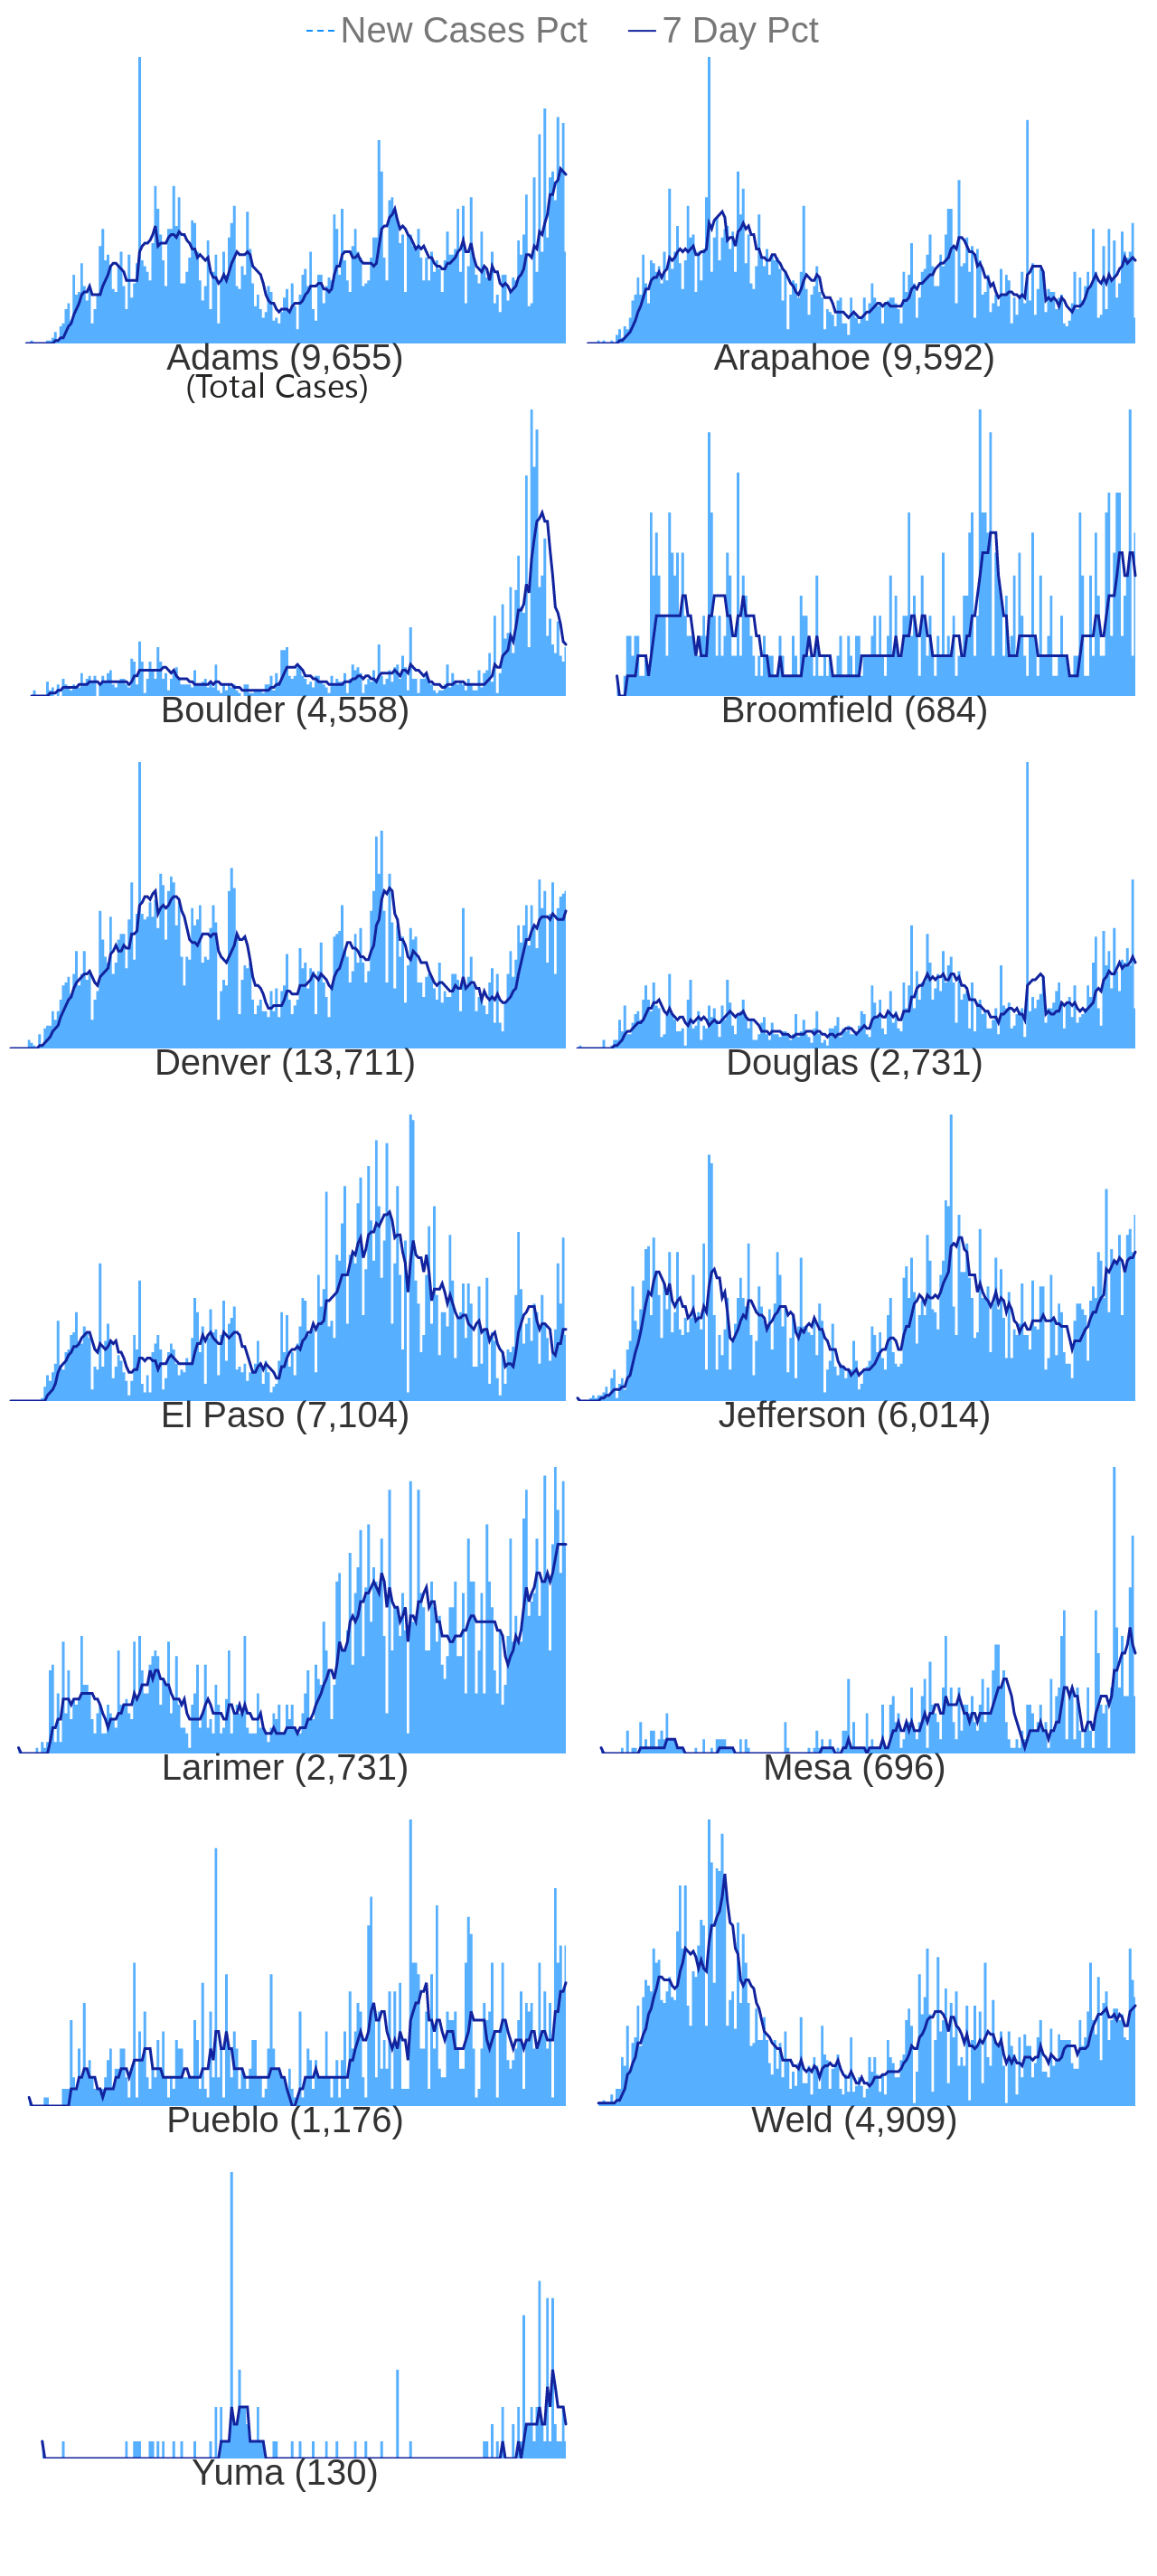 New Cases Pct 7 Day Pct
Adams (9,655) Arapahoe (9,592)
(Total Cases)
Boulder (4,558) Broomfield (684)
Denver (13,711) Douglas (2,731)
El Paso (7,104) Jefferson (6,014)
Larimer (2,731) Mesa (696)
Pueblo (1,176) Weld (4,909)
Yuma (130)